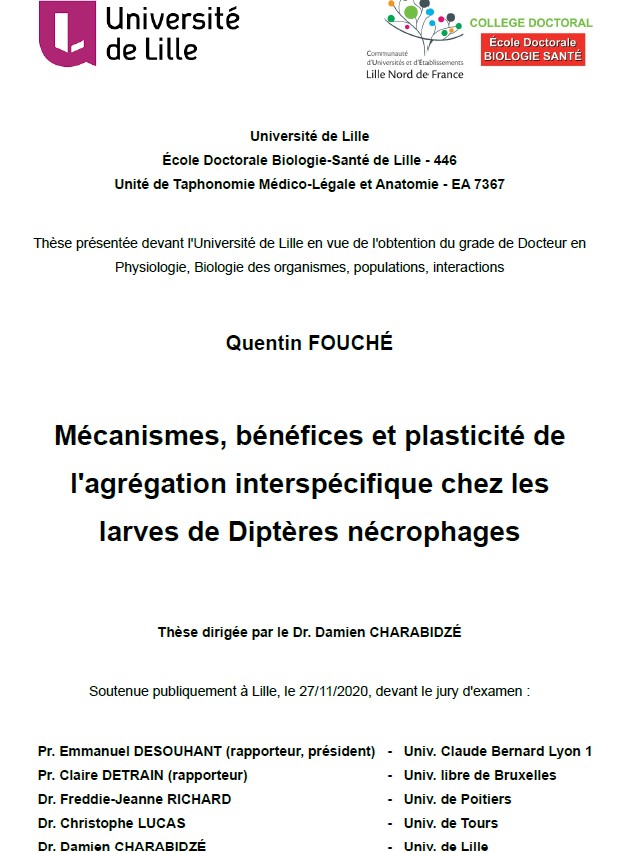 Université
de Lille
Communauté
d'Universités et d'Établissements
Lille Nord de France
COLLEGE DOCTORAL
École Doctorale
BIOLOGIE SANTÉ
Université de Lille
École Doctorale Biologie-Santé de Lille - 446
Unité de Taphonomie Médico-Légale et Anatomie - EA 7367
Thèse présentée devant l'Université de Lille en vue de l'obtention du grade de Docteur en
Physiologie, Biologie des organismes, populations, interactions
Quentin FOUCHÉ
Mécanismes, bénéfices et plasticité de
l'agrégation interspécifique chez les
larves de Diptères nécrophages
Thèse dirigée par le Dr. Damien CHARABIDZÉ
Soutenue publiquement à Lille, le 27/11/2020, devant le jury d'examen :
Pr. Emmanuel DESOUHANT (rapporteur, président) - Univ. Claude Bernard Lyon 1
Pr. Claire DETRAIN (rapporteur) - Univ. libre de Bruxelles
Dr. Freddie-Jeanne RICHARD - Univ. de Poitiers
Dr. Christophe LUCAS - Univ. de Tours
Dr. Damien CHARABIDZÉ - Univ. de Lille